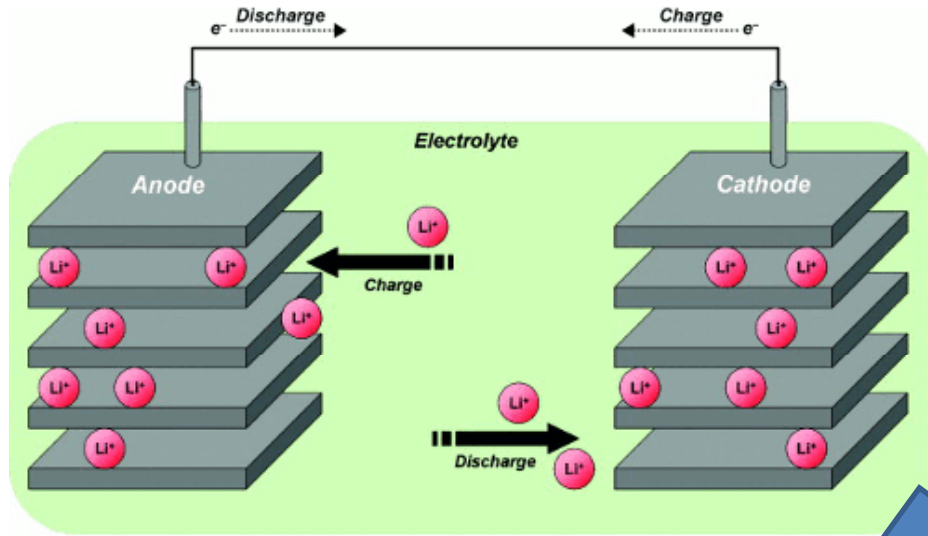 Discharge
e⁻
Charge
e⁻
Electrolyte
Anode
Cathode
Li⁺
Li⁺
Li⁺
Li⁺
Li⁺
Charge
Li⁺
Li⁺
Li⁺
Li⁺
Li⁺
Li⁺
Li⁺
Li⁺
Li⁺
Discharge
Li⁺
Li⁺
Li⁺